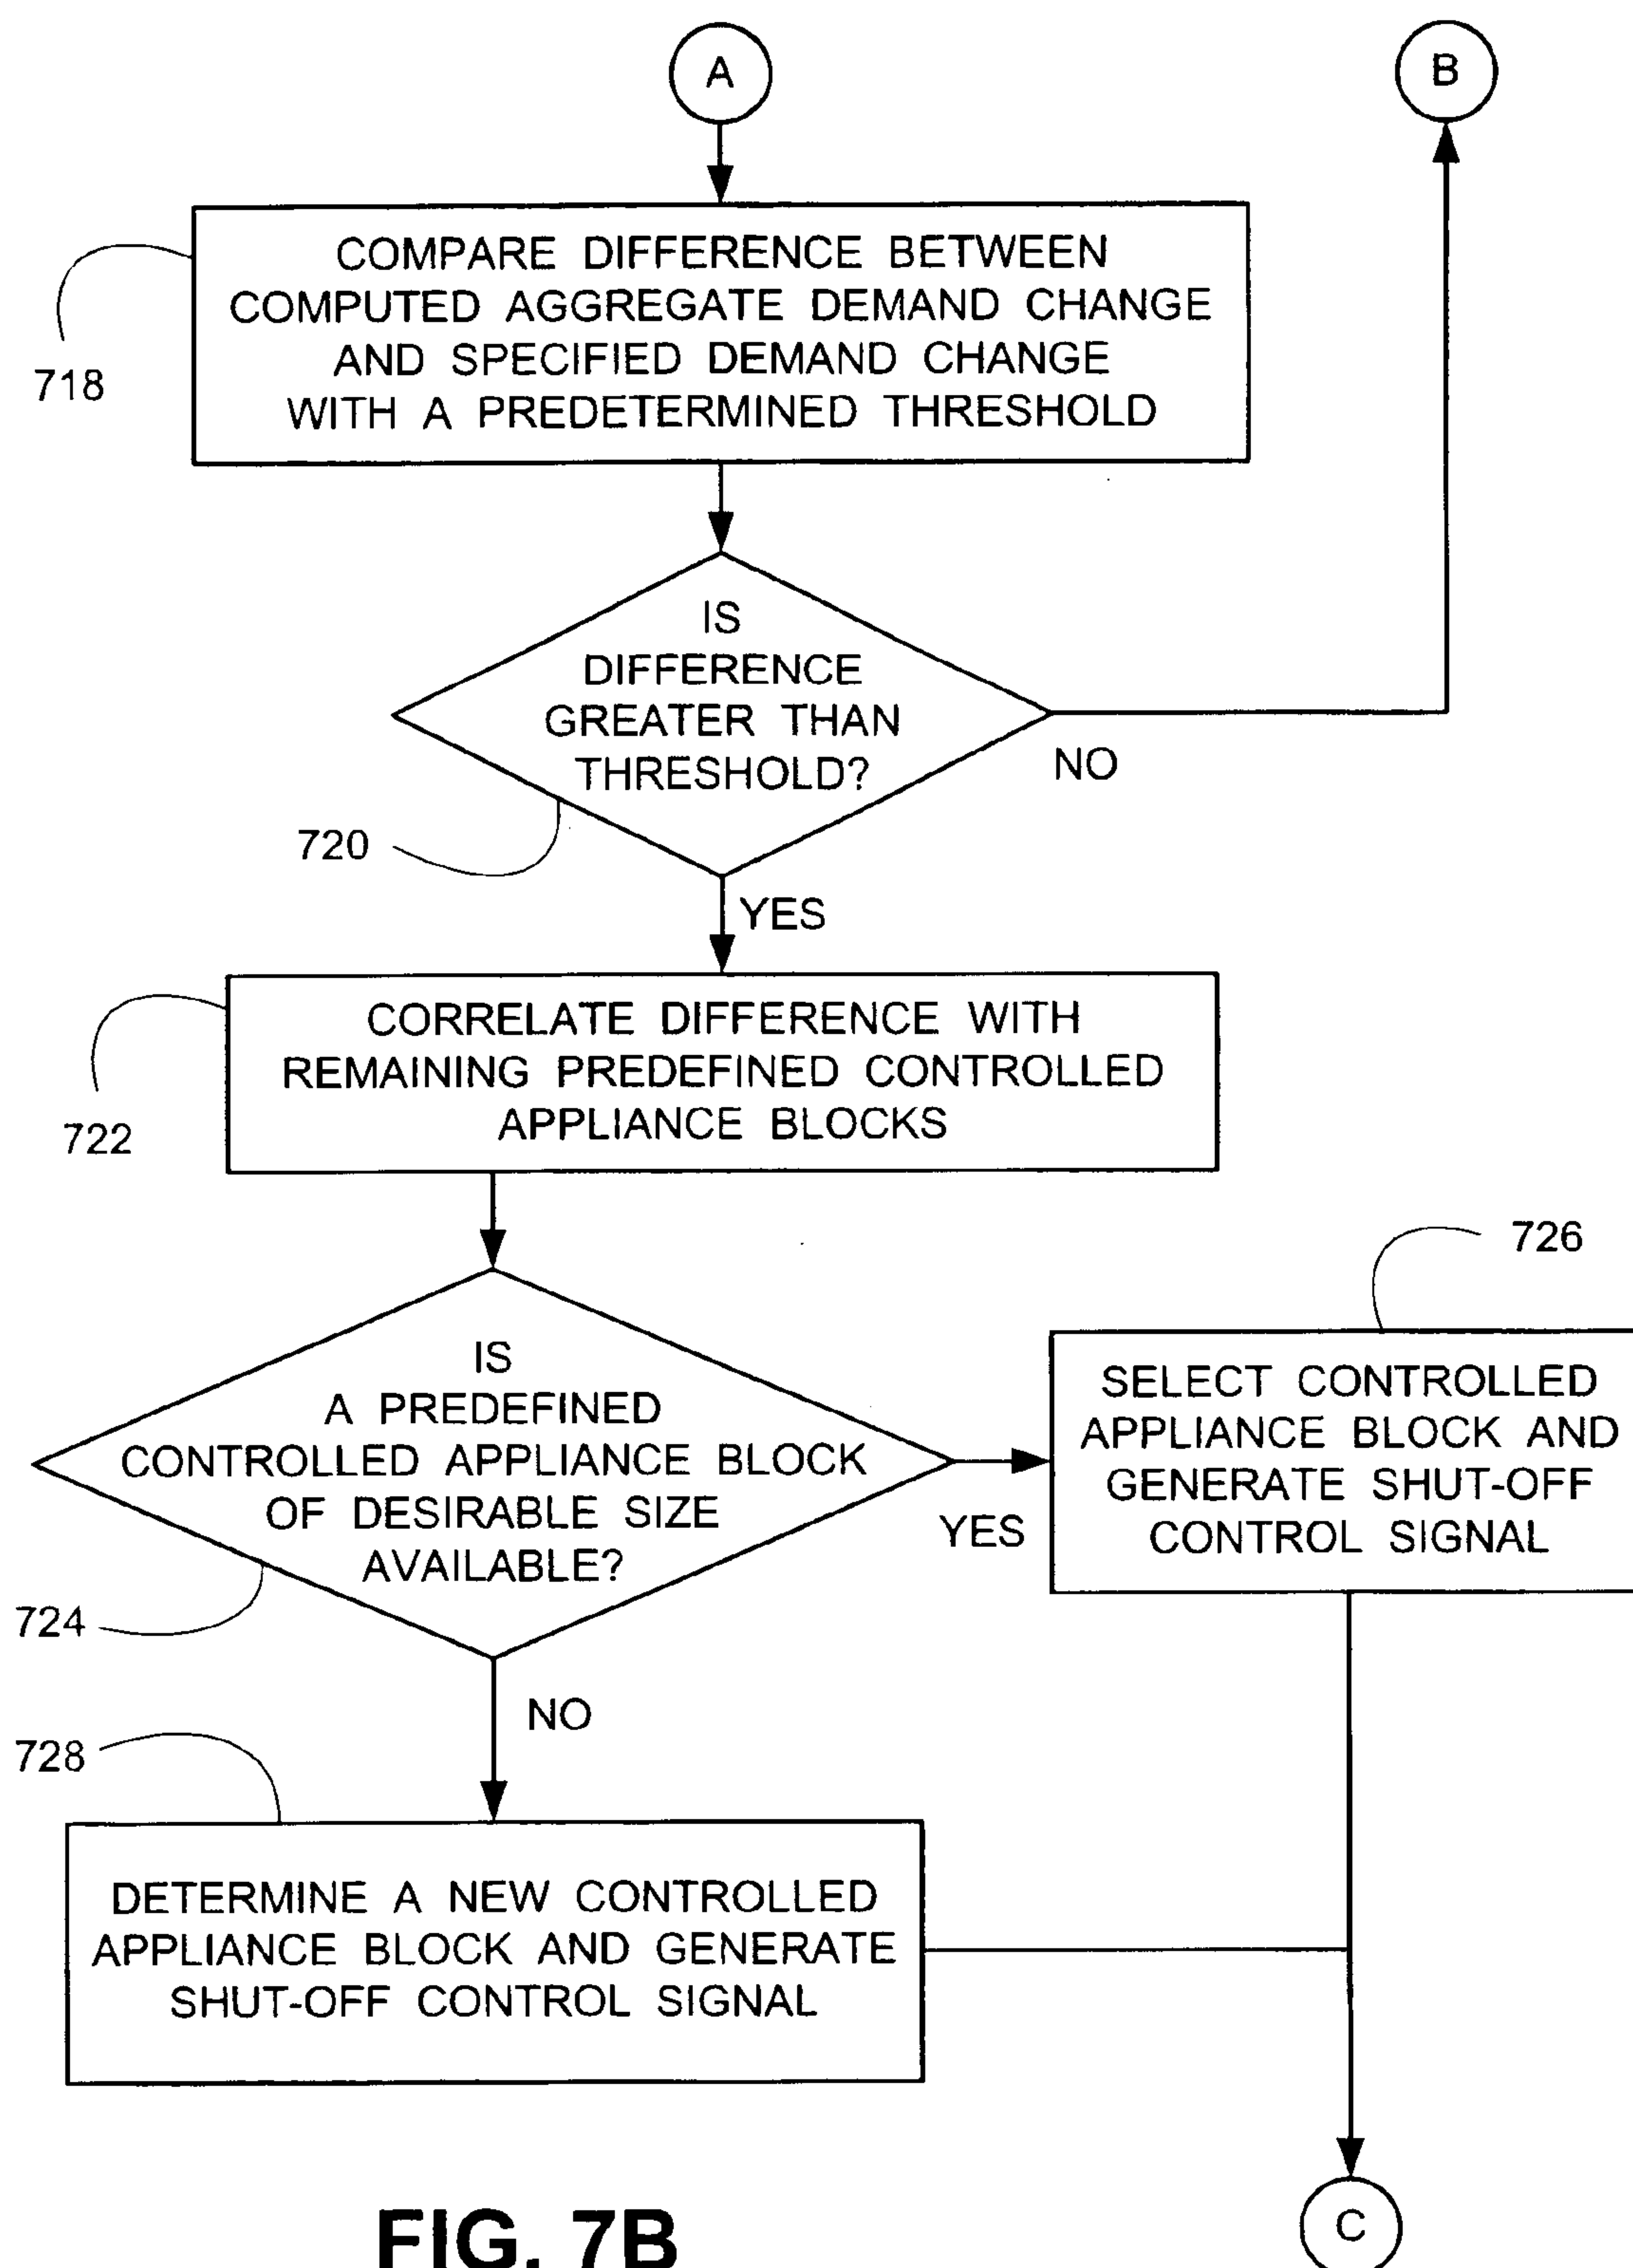 A
B
COMPARE DIFFERENCE BETWEEN
COMPUTED AGGREGATE DEMAND CHANGE
AND SPECIFIED DEMAND CHANGE
WITH A PREDETERMINED THRESHOLD
718
IS
DIFFERENCE
GREATER THAN
THRESHOLD?
NO
720
YES
CORRELATE DIFFERENCE WITH
REMAINING PREDEFINED CONTROLLED
APPLIANCE BLOCKS
722
726
IS
A PREDEFINED
CONTROLLED APPLIANCE BLOCK
OF DESIRABLE SIZE
AVAILABLE?
YES
SELECT CONTROLLED
APPLIANCE BLOCK AND
GENERATE SHUT-OFF
CONTROL SIGNAL
724
NO
728
DETERMINE A NEW CONTROLLED
APPLIANCE BLOCK AND GENERATE
SHUT-OFF CONTROL SIGNAL
C
FIG. 7B